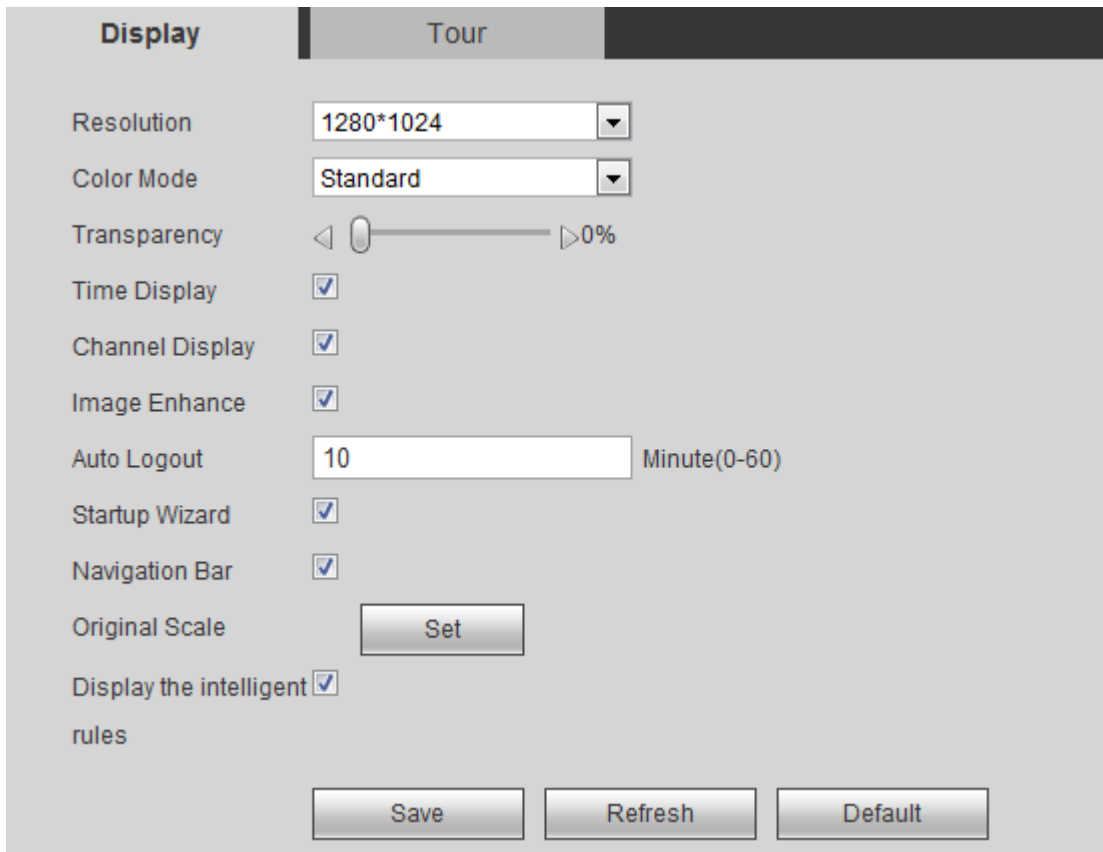 Display Tour
Resolution 1280*1024
Color Mode Standard
Transparency 0%
Time Display
Channel Display
Image Enhance
Auto Logout 10 Minute(0-60)
Startup Wizard
Navigation Bar
Original Scale Set
Display the intelligent
rules
Save Refresh Default